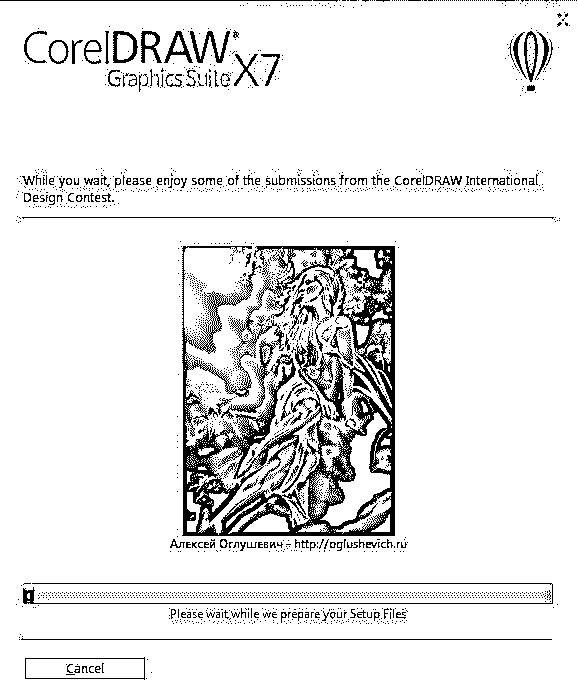 CorelDRAW®
Graphics Suite X7
While you wait, please enjoy some of the submissions from the CorelDRAW International
Design Contest.
Алексей Оглушевич - http://oglushevich.ru
Please wait while we prepare your Setup Files
Cancel